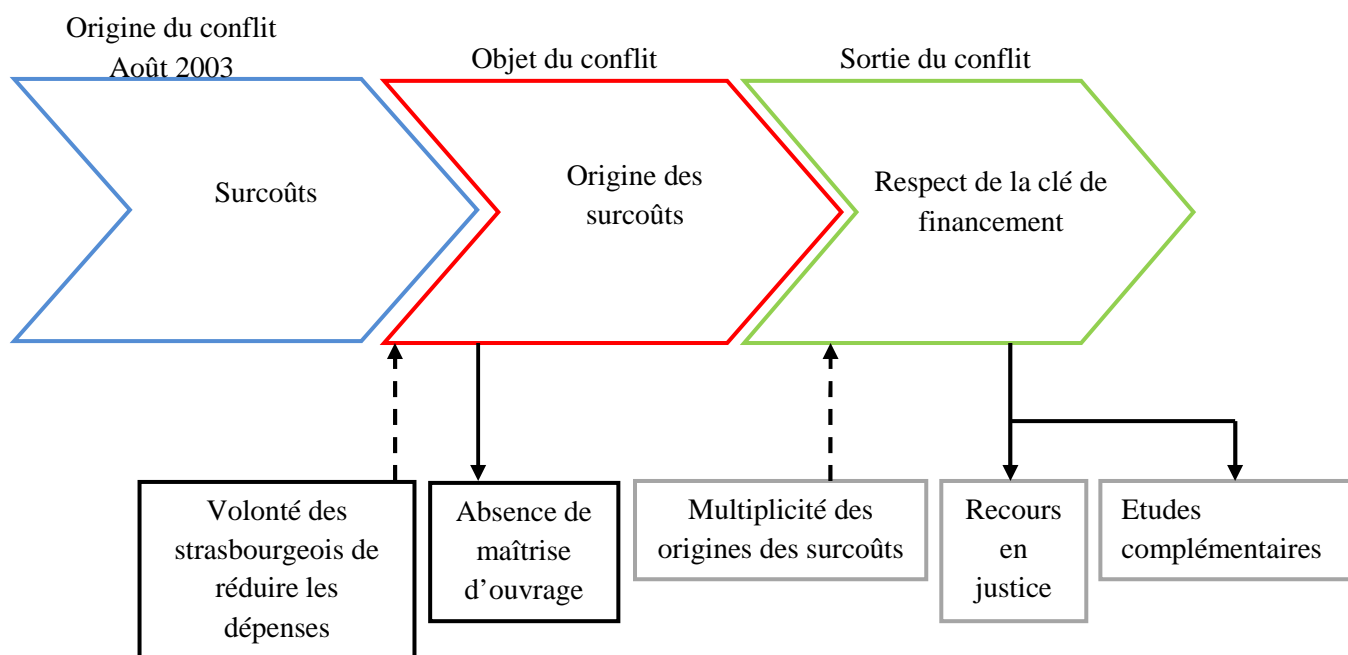 Origine du conflit
Août 2003
Objet du conflit
Sortie du conflit
Surcoûts
Origine des
surcoûts
Respect de la clé de
financement
Volonté des
strasbourgeois de
réduire les
dépenses
Absence de
maîtrise
d’ouvrage
Multiplicité des
origines des surcoûts
Recours
en
justice
Etudes
complémentaires